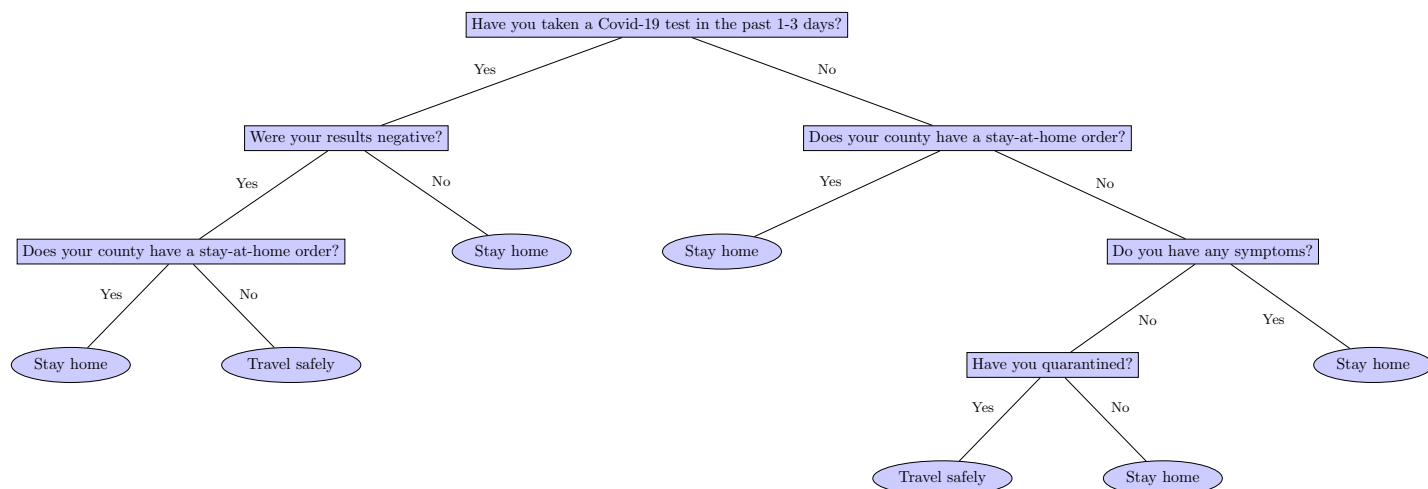 Have you taken a Covid-19 test in the past 1-3 days?
Yes
No
Were your results negative?
Does your county have a stay-at-home order?
Yes
No
Yes
No
Does your county have a stay-at-home order?
Stay home
Stay home
Do you have any symptoms?
Yes
No
No
Yes
Stay home
Travel safely
Have you quarantined?
Stay home
Yes
No
Travel safely
Stay home